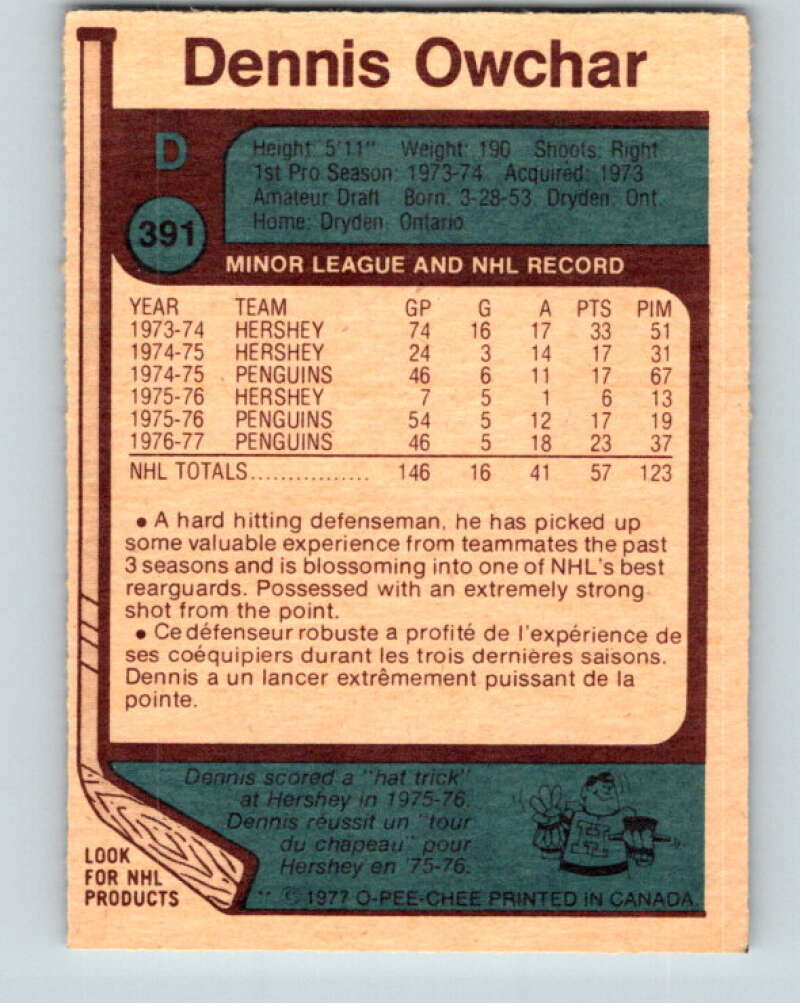 Dennis Owchar
D
391
Height: 5'11" Weight: 190 Shoots: Right
1st Pro Season: 1973-74. Acquired: 1973
Amateur Draft Born: 3-28-53, Dryden, Ont.
Home: Dryden, Ontario
MINOR LEAGUE AND NHL RECORD
YEAR TEAM GP G A PTS PIM
1973-74 HERSHEY 74 16 17 33 51
1974-75 HERSHEY 24 3 14 17 31
1974-75 PENGUINS 46 6 11 17 67
1975-76 HERSHEY 7 5 1 6 13
1975-76 PENGUINS 54 5 12 17 19
1976-77 PENGUINS 46 5 18 23 37
NHL TOTALS................ 146 16 41 57 123
• A hard hitting defenseman, he has picked up
some valuable experience from teammates the past
3 seasons and is blossoming into one of NHL's best
rearguards. Possessed with an extremely strong
shot from the point.
• Ce défenseur robuste a profité de l'expérience de
ses coéquipiers durant les trois dernières saisons.
Dennis a un lancer extrêmement puissant de la
pointe.
Dennis scored a "hat trick"
at Hershey in 1975-76.
Dennis réussit un "tour
du chapeau" pour
Hershey en '75-76.
LOOK
FOR NHL
PRODUCTS
** © 1977 O-PEE-CHEE PRINTED IN CANADA